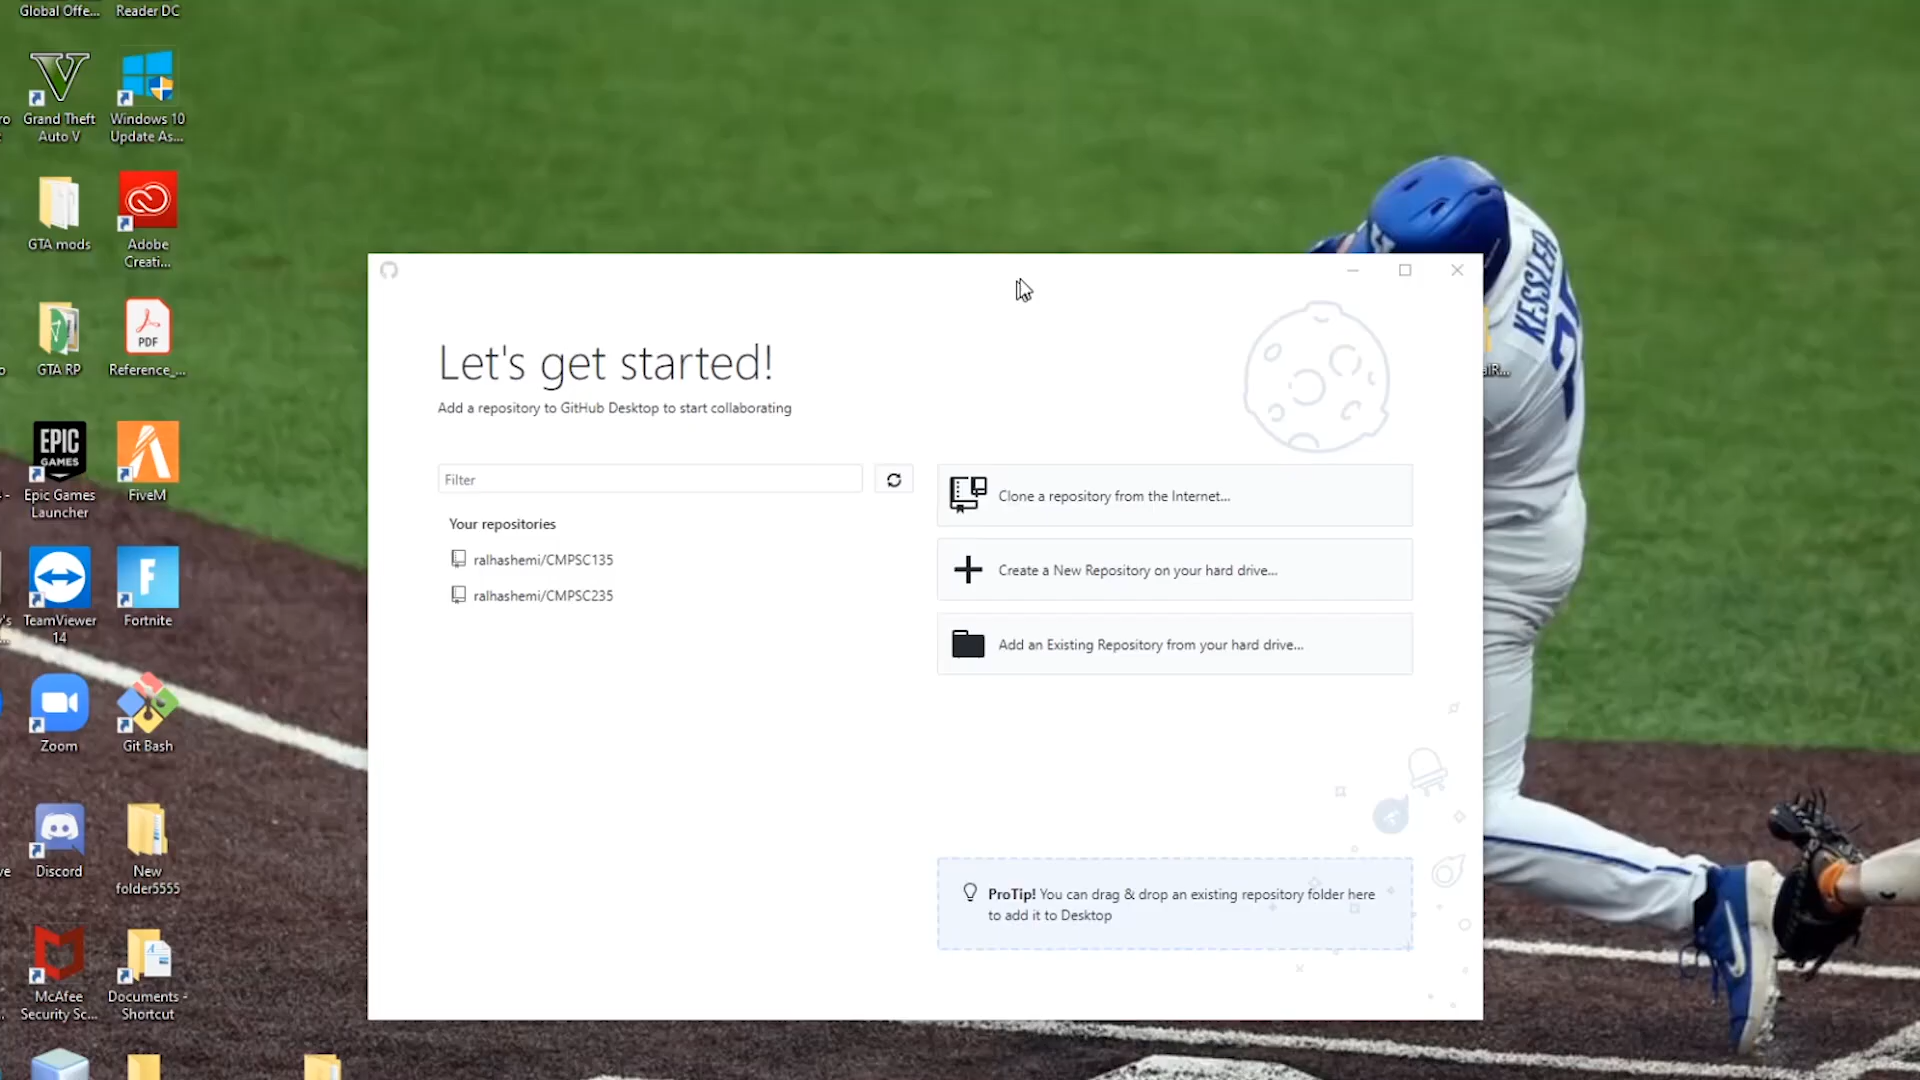 Global Offe...
Reader DC
Grand Theft
Auto V
Windows 10
Update As...
GTA mods
Adobe
Creati...
GTA RP
PDF
Reference_...
EPIC
GAMES
Epic Games
Launcher
FiveM
TeamViewer
14
F
Fortnite
Zoom
Git Bash
Discord
New
folder5555
McAfee
Security Sc...
Documents -
Shortcut
Let's get started!
Add a repository to GitHub Desktop to start collaborating
Filter
Your repositories
ralhashemi/CMPSC135
ralhashemi/CMPSC235
Clone a repository from the Internet...
Create a New Repository on your hard drive...
Add an Existing Repository from your hard drive...
ProTip! You can drag & drop an existing repository folder here
to add it to Desktop
KESSLER